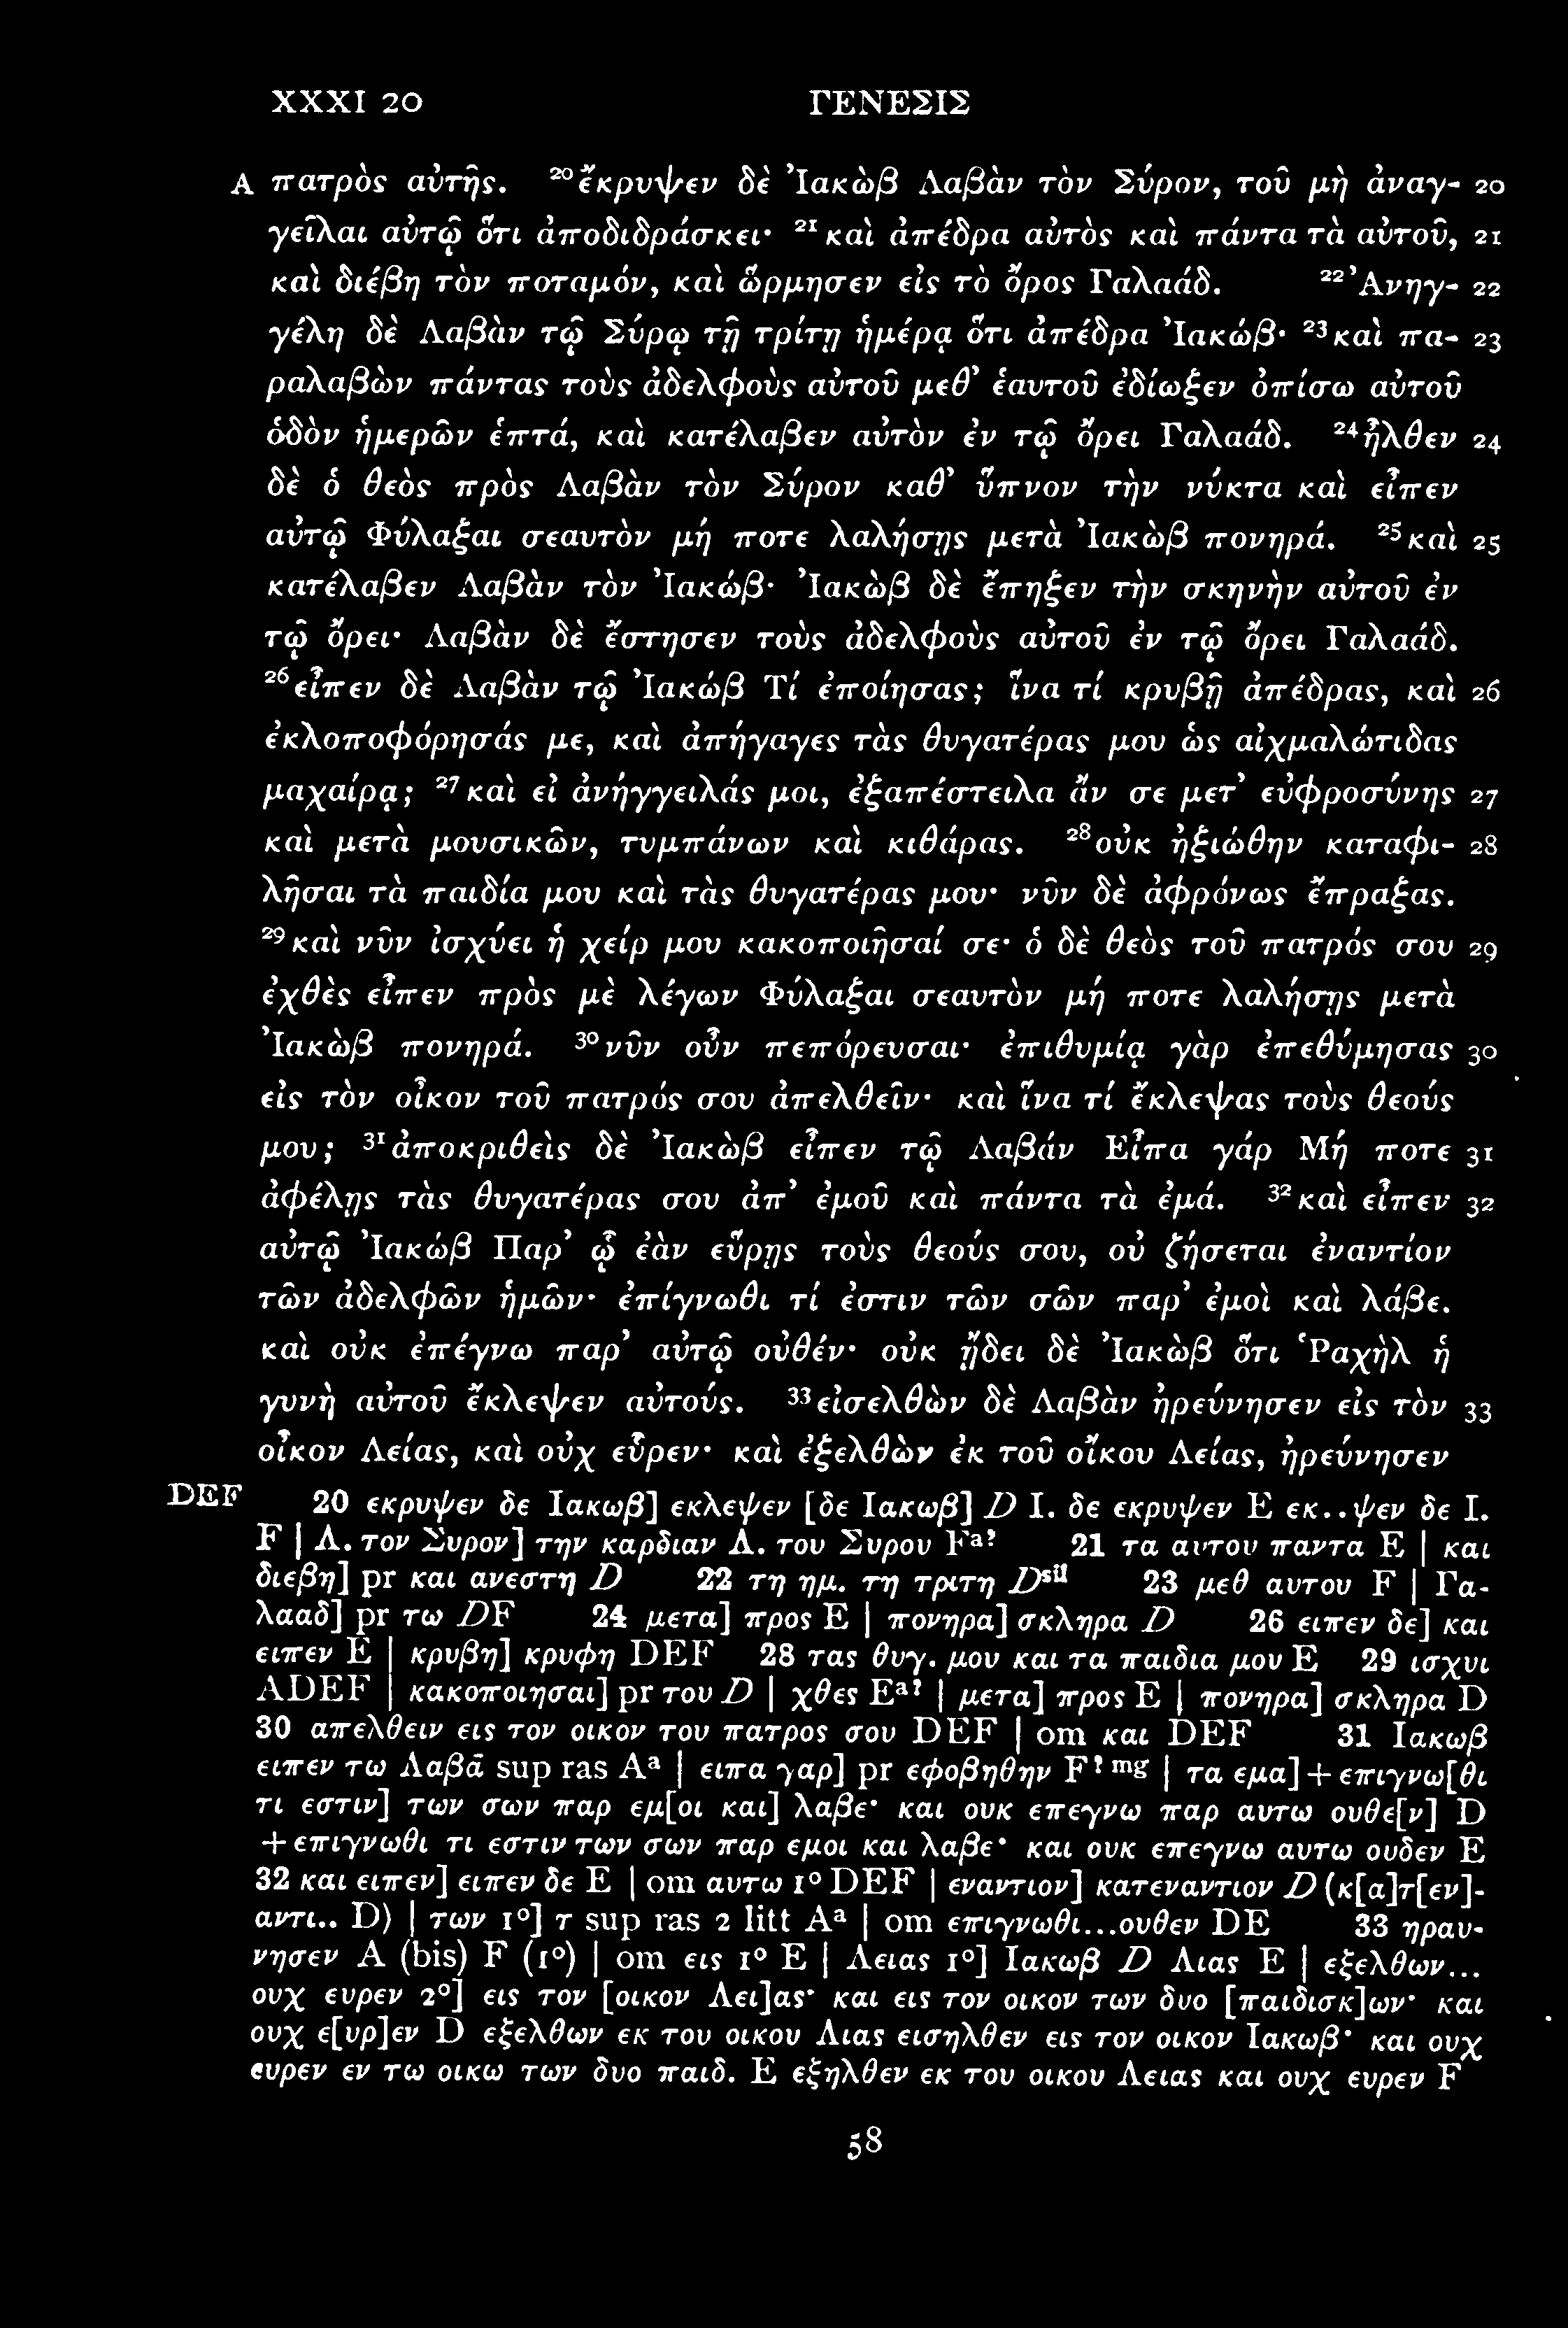 XXXI 20 ΓΕΝΕΣΙΣ
A πατρὸς αὐτῆς. ²⁰ἔκρυψεν δὲ Ἰακὼβ Λαβὰν τὸν Σύρον, τοῦ μὴ ἀναγ- 20
γεῖλαι αὐτῷ ὅτι ἀποδιδράσκει· ²¹καὶ ἀπέδρα αὐτὸς καὶ πάντα τὰ αὐτοῦ, 21
καὶ διέβη τὸν ποταμόν, καὶ ὥρμησεν εἰς τὸ ὄρος Γαλαάδ. ²²Ἀνηγ- 22
γέλη δὲ Λαβὰν τῷ Σύρῳ τῇ τρίτῃ ἡμέρᾳ ὅτι ἀπέδρα Ἰακώβ· ²³καὶ πα- 23
ραλαβὼν πάντας τοὺς ἀδελφοὺς αὐτοῦ μεθ’ ἑαυτοῦ ἐδίωξεν ὀπίσω αὐτοῦ
ὁδὸν ἡμερῶν ἑπτά, καὶ κατέλαβεν αὐτὸν ἐν τῷ ὄρει Γαλαάδ. ²⁴ἦλθεν 24
δὲ ὁ θεὸς πρὸς Λαβὰν τὸν Σύρον καθ’ ὕπνον τὴν νύκτα καὶ εἶπεν
αὐτῷ Φύλαξαι σεαυτὸν μή ποτε λαλήσῃς μετὰ Ἰακὼβ πονηρά. ²⁵καὶ 25
κατέλαβεν Λαβὰν τὸν Ἰακώβ· Ἰακὼβ δὲ ἔπηξεν τὴν σκηνὴν αὐτοῦ ἐν
τῷ ὄρει· Λαβὰν δὲ ἔστησεν τοὺς ἀδελφοὺς αὐτοῦ ἐν τῷ ὄρει Γαλαάδ.
²⁶εἶπεν δὲ Λαβὰν τῷ Ἰακώβ Τί ἐποίησας; ἵνα τί κρυβῇ ἀπέδρας, καὶ 26
ἐκλοποφόρησάς με, καὶ ἀπήγαγες τὰς θυγατέρας μου ὡς αἰχμαλώτιδας
μαχαίρᾳ; ²⁷καὶ εἰ ἀνήγγειλάς μοι, ἐξαπέστειλα ἄν σε μετ’ εὐφροσύνης 27
καὶ μετὰ μουσικῶν, τυμπάνων καὶ κιθάρας. ²⁸οὐκ ἠξιώθην καταφι- 28
λῆσαι τὰ παιδία μου καὶ τὰς θυγατέρας μου· νῦν δὲ ἀφρόνως ἔπραξας.
²⁹καὶ νῦν ἰσχύει ἡ χείρ μου κακοποιῆσαί σε· ὁ δὲ θεὸς τοῦ πατρός σου 29
ἐχθὲς εἶπεν πρὸς μὲ λέγων Φύλαξαι σεαυτὸν μή ποτε λαλήσῃς μετὰ
Ἰακὼβ πονηρά. ³⁰νῦν οὖν πεπόρευσαι· ἐπιθυμίᾳ γὰρ ἐπεθύμησας 30
εἰς τὸν οἶκον τοῦ πατρός σου ἀπελθεῖν· καὶ ἵνα τί ἔκλεψας τοὺς θεούς
μου; ³¹ἀποκριθεὶς δὲ Ἰακὼβ εἶπεν τῷ Λαβάν Εἶπα γάρ Μή ποτε 31
ἀφέλῃς τὰς θυγατέρας σου ἀπ’ ἐμοῦ καὶ πάντα τὰ ἐμά. ³²καὶ εἶπεν 32
αὐτῷ Ἰακώβ Παρ’ ᾧ ἐὰν εὕρῃς τοὺς θεούς σου, οὐ ζήσεται ἐναντίον
τῶν ἀδελφῶν ἡμῶν· ἐπίγνωθι τί ἐστιν τῶν σῶν παρ’ ἐμοὶ καὶ λάβε.
καὶ οὐκ ἐπέγνω παρ’ αὐτῷ οὐθέν· οὐκ ᾔδει δὲ Ἰακὼβ ὅτι Ῥαχὴλ ἡ
γυνὴ αὐτοῦ ἔκλεψεν αὐτούς. ³³εἰσελθὼν δὲ Λαβὰν ἠρεύνησεν εἰς τὸν 33
οἶκον Λείας, καὶ οὐχ εὗρεν· καὶ ἐξελθὼν ἐκ τοῦ οἴκου Λείας, ἠρεύνησεν
DEF 20 εκρυψεν δε Ιακωβ] εκλεψεν [δε Ιακωβ] D I. δε εκρυψεν E εκ..ψεν δε I.
F | Λ. τον Συρον] την καρδιαν Λ. του Συρου Fᵃ? 21 τα αυτου παντα E | και
διεβη] pr και ανεστη D 22 τη ημ. τη τριτη Dˢⁱˡ 23 μεθ αυτου F | Γα-
λααδ] pr τω DF 24 μετα] προς E | πονηρα] σκληρα D 26 ειπεν δε] και
ειπεν E | κρυβη] κρυφη DEF 28 τας θυγ. μου και τα παιδια μου E 29 ισχυι
ADEF | κακοποιησαι] pr του D | χθες Eᵃ? | μετα] προς E | πονηρα] σκληρα D
30 απελθειν εις τον οικον του πατρος σου DEF | om και DEF 31 Ιακωβ
ειπεν τω Λαβᾱ sup ras Aᵃ | ειπα γαρ] pr εφοβηθην F? ᵐᵍ | τα εμα] + επιγνω[θι
τι εστιν] των σων παρ εμ[οι και] λαβε· και ουκ επεγνω παρ αυτω ουθε[ν] D
+ επιγνωθι τι εστιν των σων παρ εμοι και λαβε· και ουκ επεγνω αυτω ουδεν E
32 και ειπεν] ειπεν δε E | om αυτω 1° DEF | εναντιον] κατεναντιον D (κ[α]τ[εν]-
αντι.. D) | των 1°] τ sup ras 2 litt Aᵃ | om επιγνωθι...ουθεν DE 33 ηραυ-
νησεν A (bis) F (1°) | om εις 1° E | Λειας 1°] Ιακωβ D Λιας E | εξελθων...
ουχ ευρεν 2°] εις τον [οικον Λει]ας· και εις τον οικον των δυο [παιδισκ]ων· και
ουχ ε[υρ]εν D εξελθων εκ του οικου Λιας εισηλθεν εις τον οικον Ιακωβ· και ουχ
ευρεν εν τω οικω των δυο παιδ. E εξηλθεν εκ του οικου Λειας και ουχ ευρεν F
58